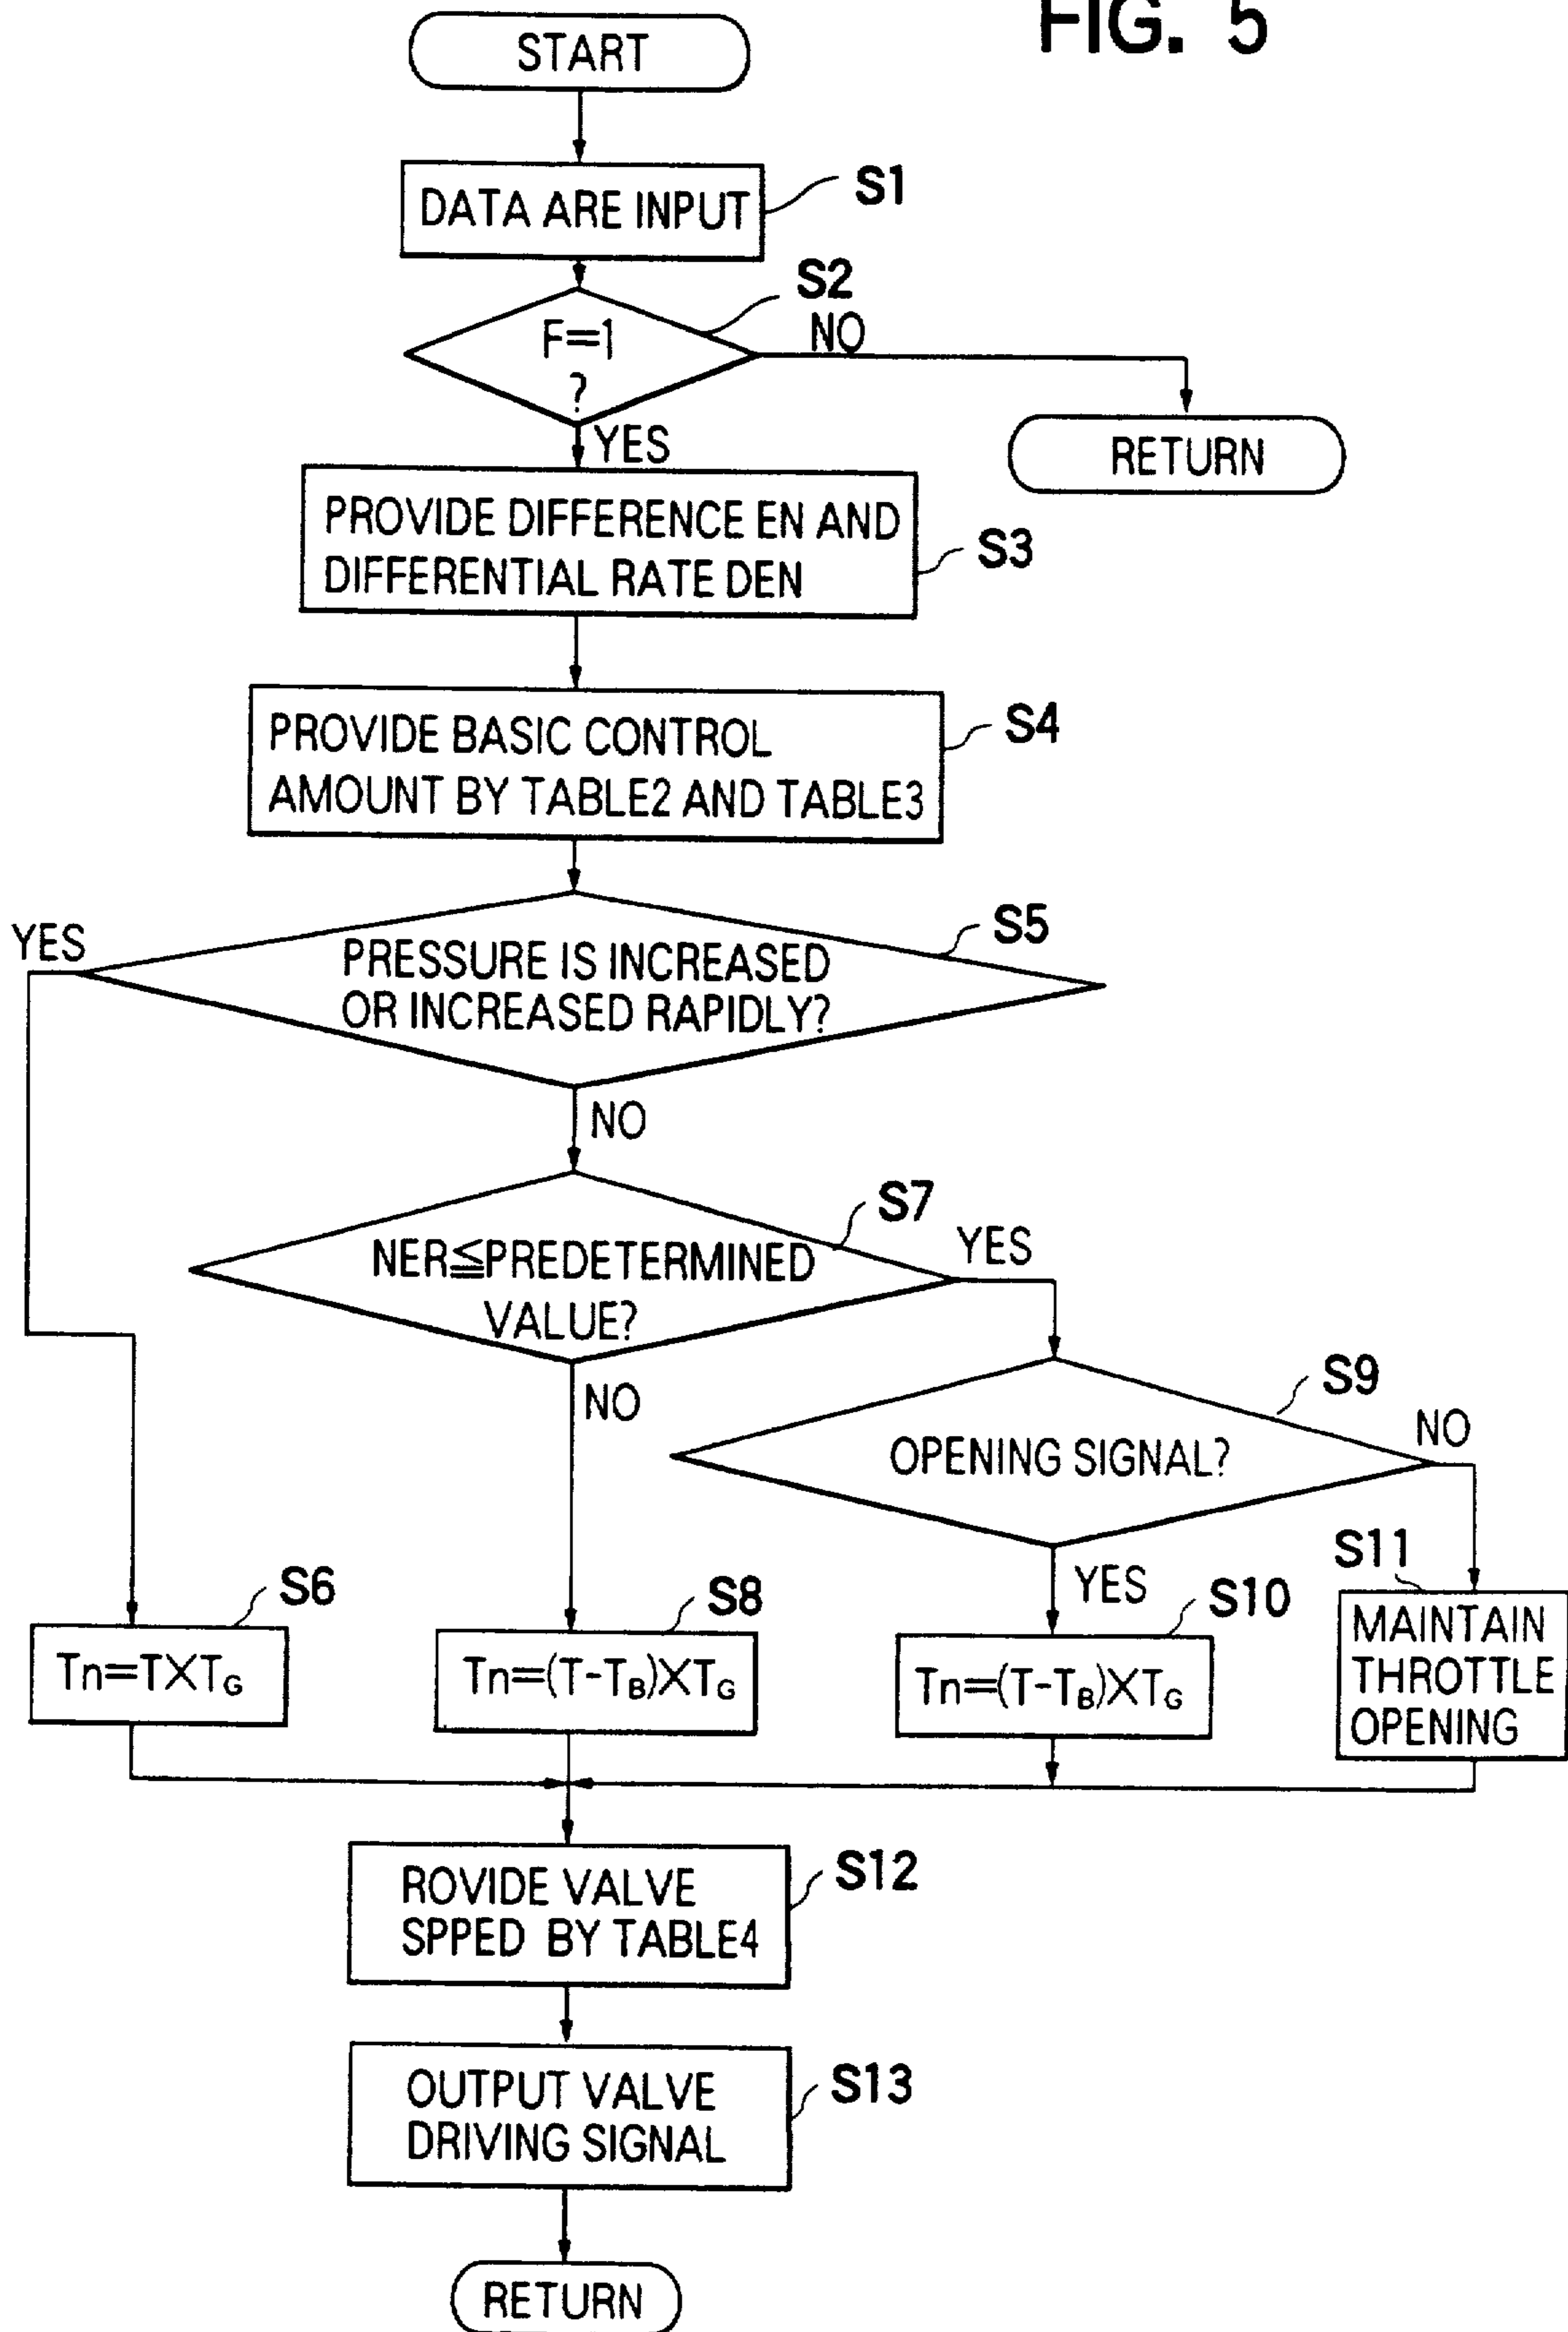 FIG. 5
START
DATA ARE INPUT
S1
S2
F=1
?
NO
YES
RETURN
PROVIDE DIFFERENCE EN AND
DIFFERENTIAL RATE DEN
S3
PROVIDE BASIC CONTROL
AMOUNT BY TABLE2 AND TABLE3
S4
YES
PRESSURE IS INCREASED
OR INCREASED RAPIDLY?
S5
NO
NER≦PREDETERMINED
VALUE?
S7
YES
NO
OPENING SIGNAL?
S9
NO
YES
S6
Tn=T×TG
S8
Tn=(T-TB)×TG
S10
Tn=(T-TB)×TG
S11
MAINTAIN
THROTTLE
OPENING
ROVIDE VALVE
SPPED BY TABLE4
S12
OUTPUT VALVE
DRIVING SIGNAL
S13
RETURN